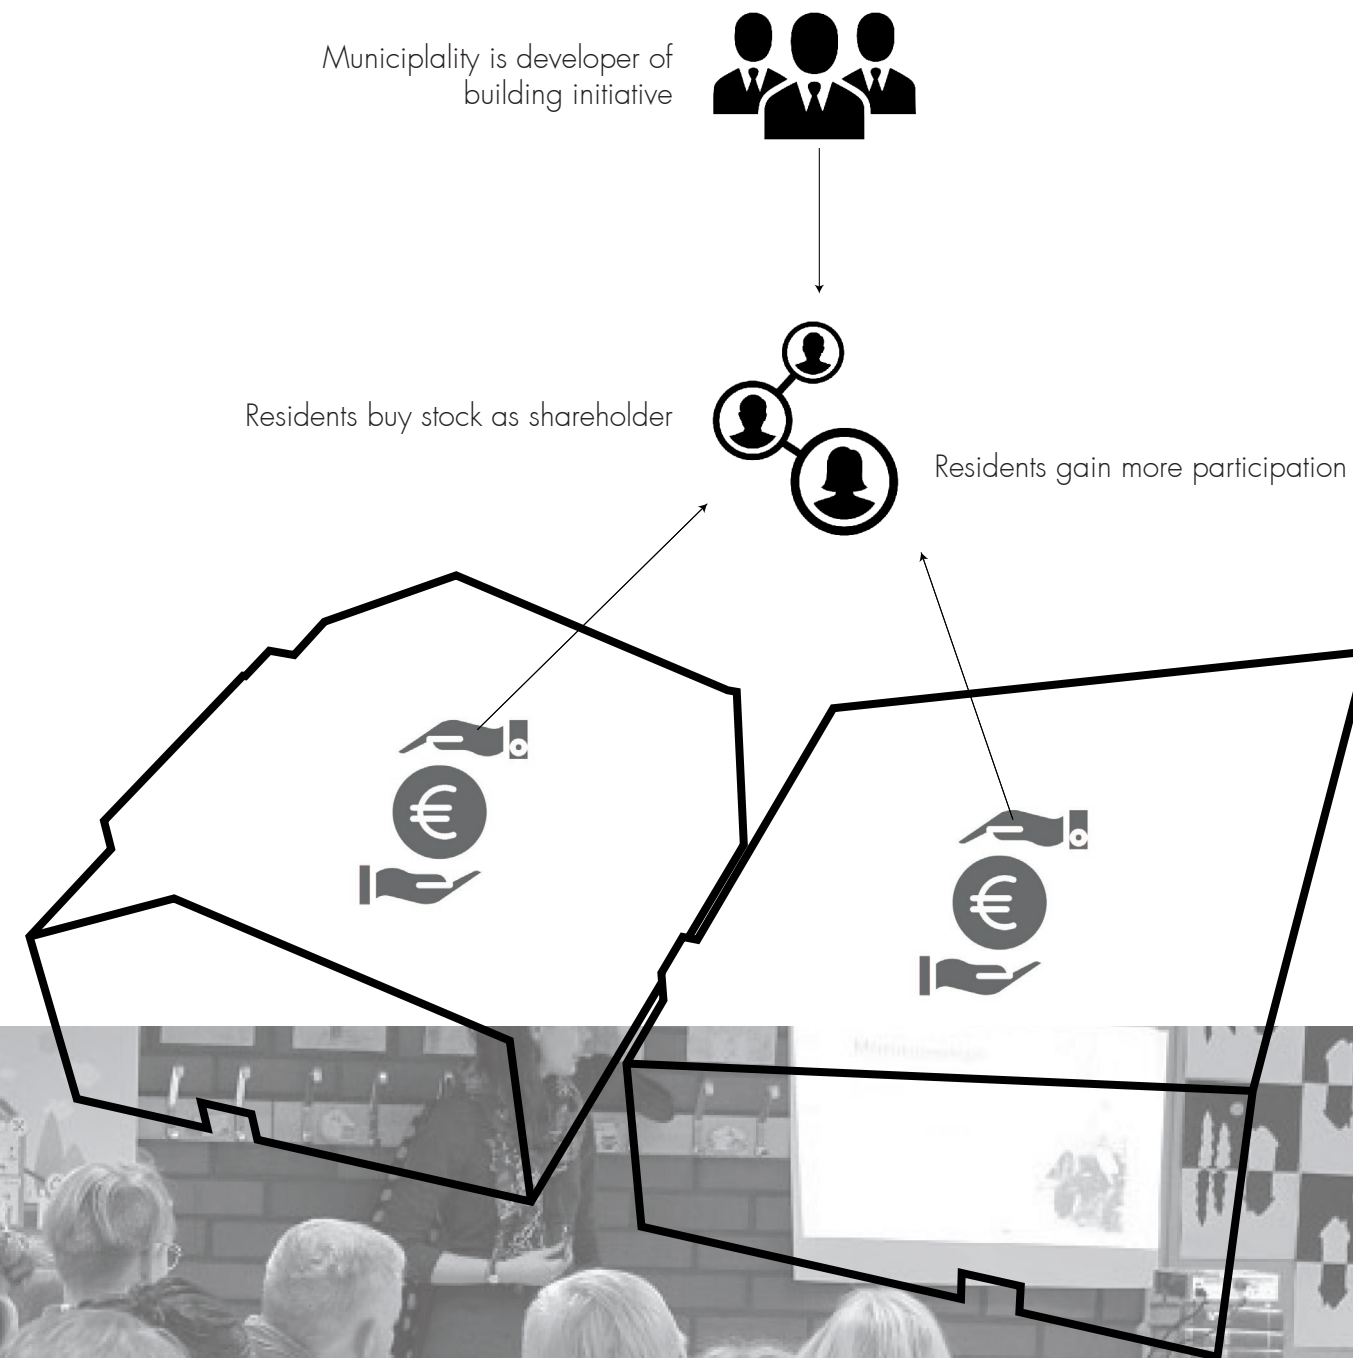 Municiplality is developer of
building initiative
Residents buy stock as shareholder
Residents gain more participation
€
€